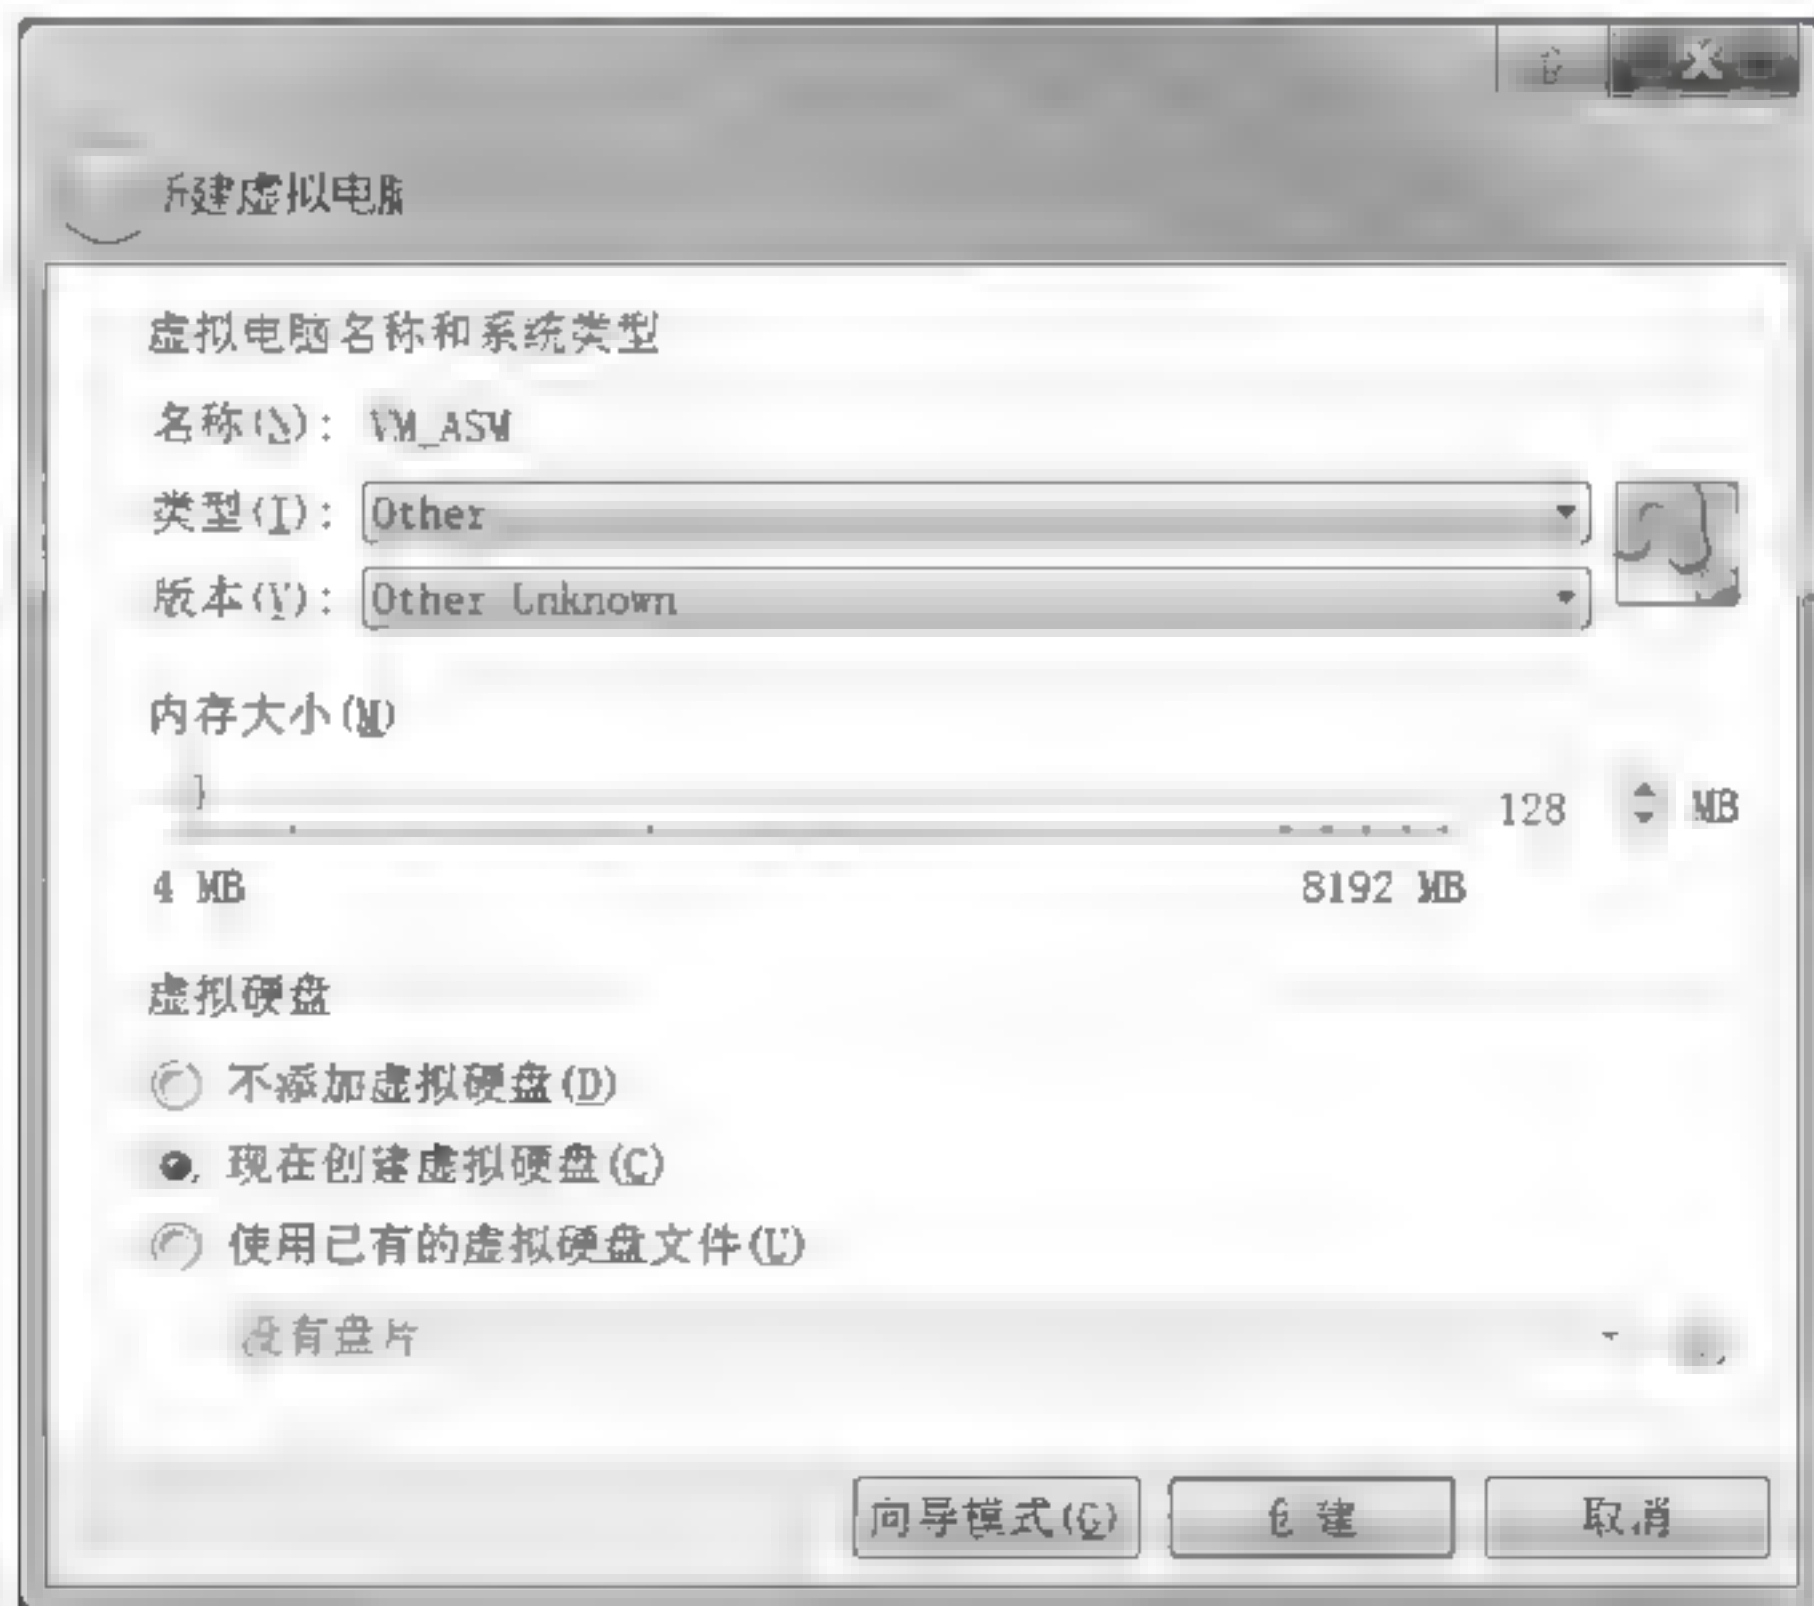 新建虚拟电脑
虚拟电脑名称和系统类型
名称(N): VM_ASM
类型(T): Other
版本(V): Other Unknown
内存大小(M)
128 MB
4 MB 8192 MB
虚拟硬盘
不添加虚拟硬盘(D)
现在创建虚拟硬盘(C)
使用已有的虚拟硬盘文件(U)
没有盘片
向导模式(G) 创建 取消